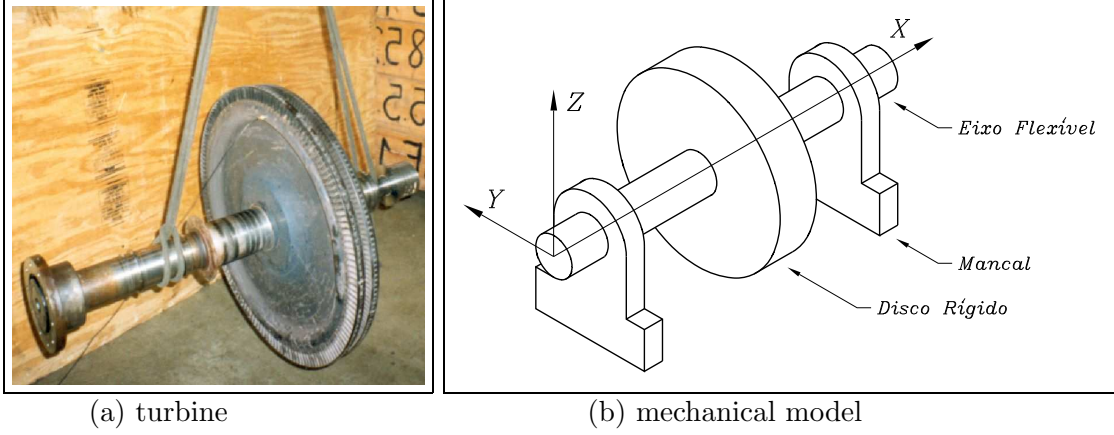 X
Z
Eixo Flexível
Y
Mancal
Disco Rígido
(a) turbine
(b) mechanical model